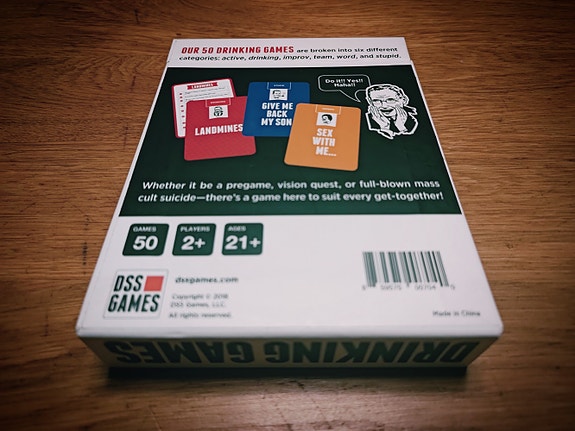 OUR 50 DRINKING GAMES are broken into six different
categories: active, drinking, improv, team, word, and stupid.
LANDMINES
LANDMINES
GIVE ME
BACK
MY SON
SEX
WITH
ME...
Do it!! Yes!!
Haha!!
Whether it be a pregame, vision quest, or full-blown mass
cult suicide—there's a game here to suit every get-together!
GAMES
50
PLAYERS
2+
AGES
21+
DSS
GAMES
dssgames.com
Copyright © 2018
DSS Games, LLC.
All rights reserved.
Made in China
DRINKING GAMES